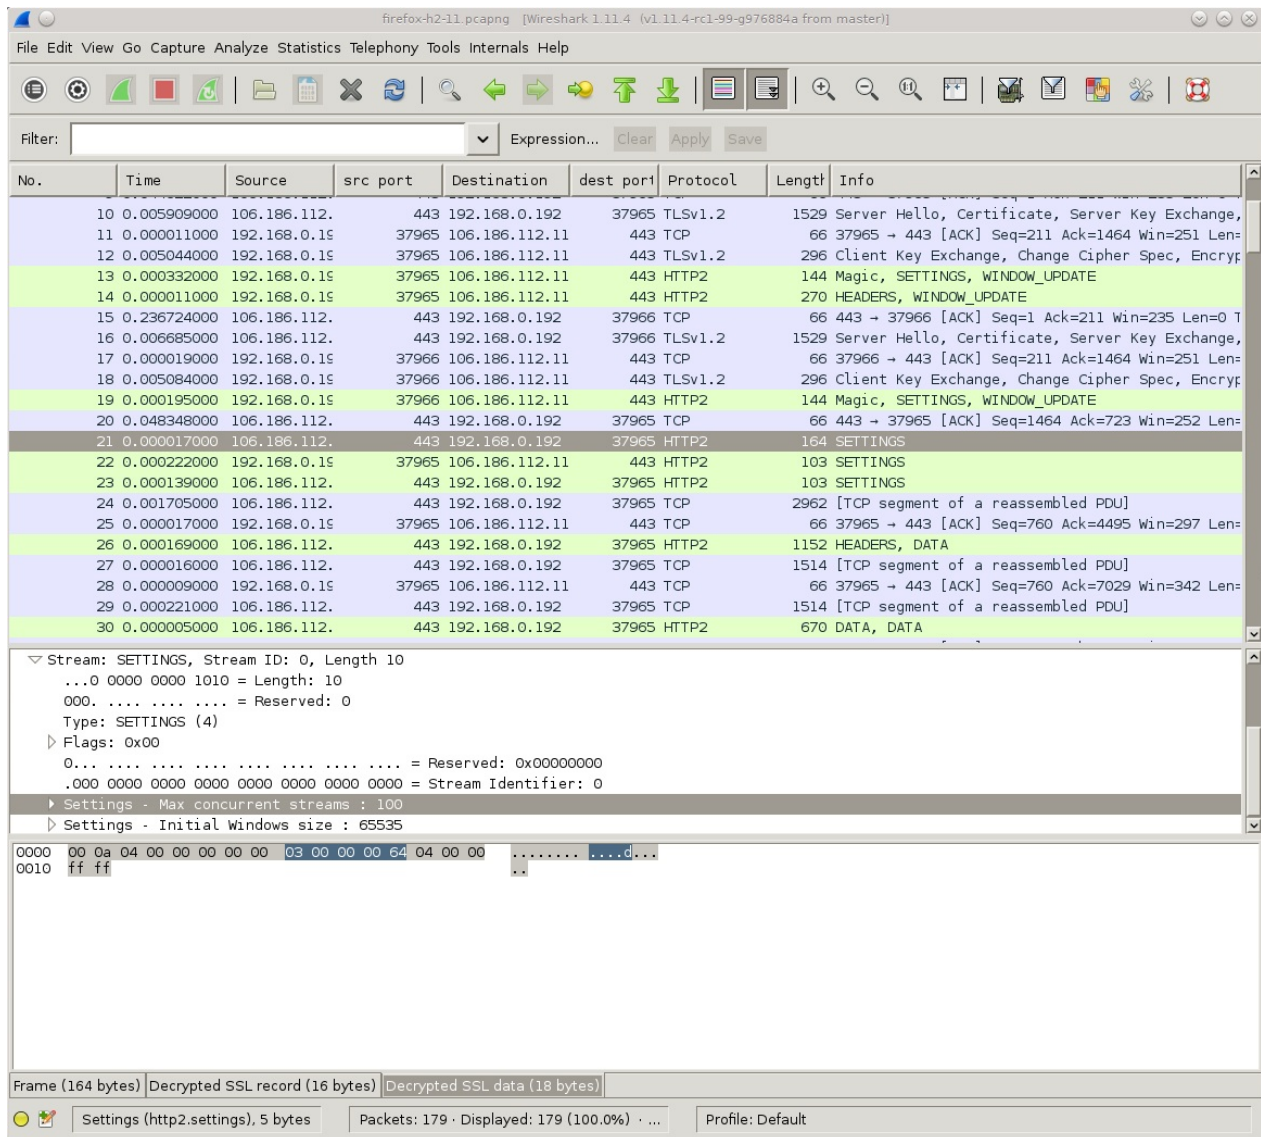 firefox-h2-11.pcapng [Wireshark 1.11.4 (v1.11.4-rc1-99-g976884a from master)]
File Edit View Go Capture Analyze Statistics Telephony Tools Internals Help
Filter: Expression... Clear Apply Save
No. Time Source src port Destination dest port Protocol Length Info
10 0.005909000 106.186.112. 443 192.168.0.192 37965 TLSv1.2 1529 Server Hello, Certificate, Server Key Exchange,
11 0.000011000 192.168.0.19 37965 106.186.112.11 443 TCP 66 37965 → 443 [ACK] Seq=211 Ack=1464 Win=251 Len=
12 0.005044000 192.168.0.19 37965 106.186.112.11 443 TLSv1.2 296 Client Key Exchange, Change Cipher Spec, Encryp
13 0.000332000 192.168.0.19 37965 106.186.112.11 443 HTTP2 144 Magic, SETTINGS, WINDOW_UPDATE
14 0.000011000 192.168.0.19 37965 106.186.112.11 443 HTTP2 270 HEADERS, WINDOW_UPDATE
15 0.236724000 106.186.112. 443 192.168.0.192 37966 TCP 66 443 → 37966 [ACK] Seq=1 Ack=211 Win=235 Len=0 T
16 0.006685000 106.186.112. 443 192.168.0.192 37966 TLSv1.2 1529 Server Hello, Certificate, Server Key Exchange,
17 0.000019000 192.168.0.19 37966 106.186.112.11 443 TCP 66 37966 → 443 [ACK] Seq=211 Ack=1464 Win=251 Len=
18 0.005084000 192.168.0.19 37966 106.186.112.11 443 TLSv1.2 296 Client Key Exchange, Change Cipher Spec, Encryp
19 0.000195000 192.168.0.19 37966 106.186.112.11 443 HTTP2 144 Magic, SETTINGS, WINDOW_UPDATE
20 0.048348000 106.186.112. 443 192.168.0.192 37965 TCP 66 443 → 37965 [ACK] Seq=1464 Ack=723 Win=252 Len=
21 0.000017000 106.186.112. 443 192.168.0.192 37965 HTTP2 164 SETTINGS
22 0.000222000 192.168.0.19 37965 106.186.112.11 443 HTTP2 103 SETTINGS
23 0.000139000 106.186.112. 443 192.168.0.192 37965 HTTP2 103 SETTINGS
24 0.001705000 106.186.112. 443 192.168.0.192 37965 TCP 2962 [TCP segment of a reassembled PDU]
25 0.000017000 192.168.0.19 37965 106.186.112.11 443 TCP 66 37965 → 443 [ACK] Seq=760 Ack=4495 Win=297 Len=
26 0.000169000 106.186.112. 443 192.168.0.192 37965 HTTP2 1152 HEADERS, DATA
27 0.000016000 106.186.112. 443 192.168.0.192 37965 TCP 1514 [TCP segment of a reassembled PDU]
28 0.000009000 192.168.0.19 37965 106.186.112.11 443 TCP 66 37965 → 443 [ACK] Seq=760 Ack=7029 Win=342 Len=
29 0.000221000 106.186.112. 443 192.168.0.192 37965 TCP 1514 [TCP segment of a reassembled PDU]
30 0.000005000 106.186.112. 443 192.168.0.192 37965 HTTP2 670 DATA, DATA
Stream: SETTINGS, Stream ID: 0, Length 10
...0 0000 0000 1010 = Length: 10
000. .... .... .... = Reserved: 0
Type: SETTINGS (4)
Flags: 0x00
0... .... .... .... .... .... .... .... = Reserved: 0x00000000
.000 0000 0000 0000 0000 0000 0000 0000 = Stream Identifier: 0
Settings - Max concurrent streams : 100
Settings - Initial Windows size : 65535
0000 00 0a 04 00 00 00 00 00 03 00 00 00 64 04 00 00 ........ ....d...
0010 ff ff ..
Frame (164 bytes) Decrypted SSL record (16 bytes) Decrypted SSL data (18 bytes)
Settings (http2.settings), 5 bytes Packets: 179 · Displayed: 179 (100.0%) · ... Profile: Default